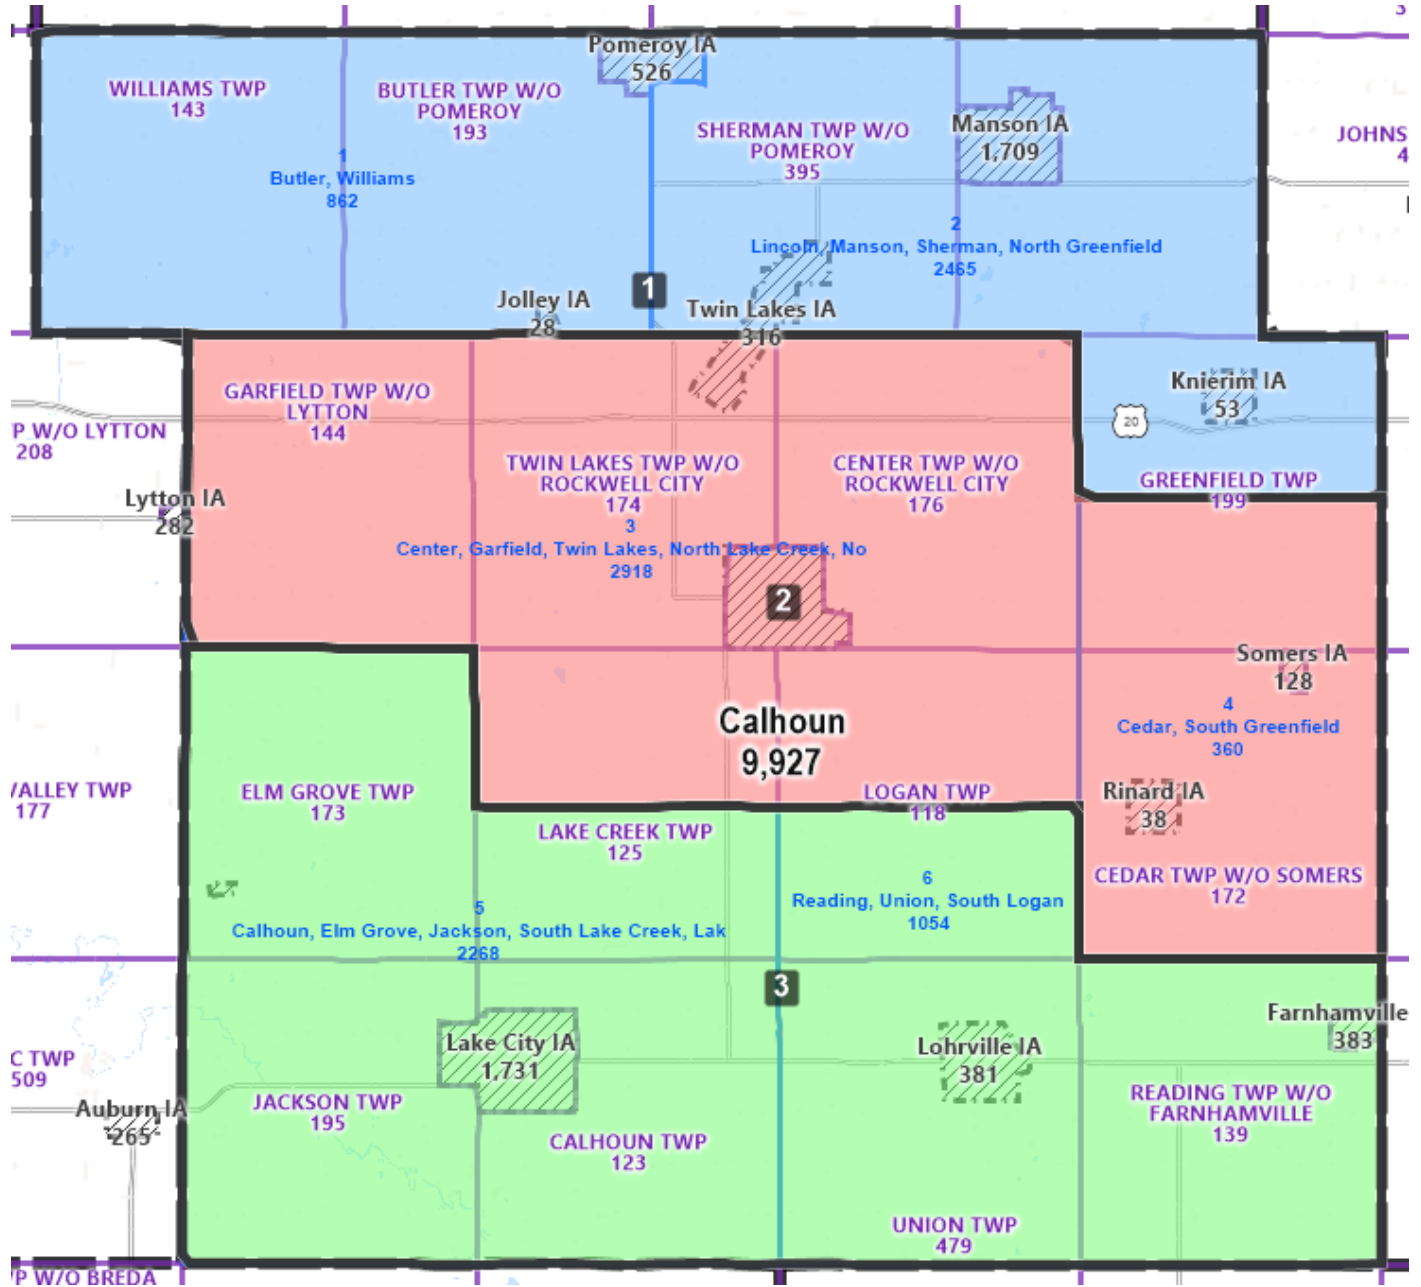 3
Pomeroy IA
526
WILLIAMS TWP
143
BUTLER TWP W/O
POMEROY
193
SHERMAN TWP W/O
POMEROY
395
Manson IA
1,709
JOHNS
4
1
Butler, Williams
862
2
Lincoln, Manson, Sherman, North Greenfield
2465
1
Jolley IA
28
Twin Lakes IA
316
GARFIELD TWP W/O
LYTTON
144
Knierim IA
53
20
P W/O LYTTON
208
TWIN LAKES TWP W/O
ROCKWELL CITY
174
CENTER TWP W/O
ROCKWELL CITY
176
GREENFIELD TWP
199
Lytton IA
282
3
Center, Garfield, Twin Lakes, North Lake Creek, No
2918
2
Somers IA
128
4
Cedar, South Greenfield
360
Calhoun
9,927
VALLEY TWP
177
ELM GROVE TWP
173
LOGAN TWP
118
Rinard IA
38
LAKE CREEK TWP
125
CEDAR TWP W/O SOMERS
172
5
Calhoun, Elm Grove, Jackson, South Lake Creek, Lak
2268
6
Reading, Union, South Logan
1054
3
Farnhamville
383
Lake City IA
1,731
Lohrville IA
381
C TWP
509
Auburn IA
265
JACKSON TWP
195
READING TWP W/O
FARNHAMVILLE
139
CALHOUN TWP
123
UNION TWP
479
P W/O BREDA